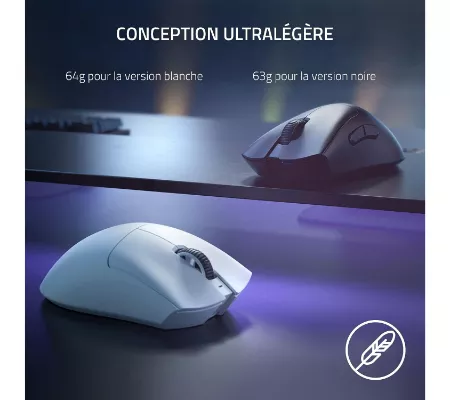 CONCEPTION ULTRALÉGÈRE
64g pour la version blanche
63g pour la version noire